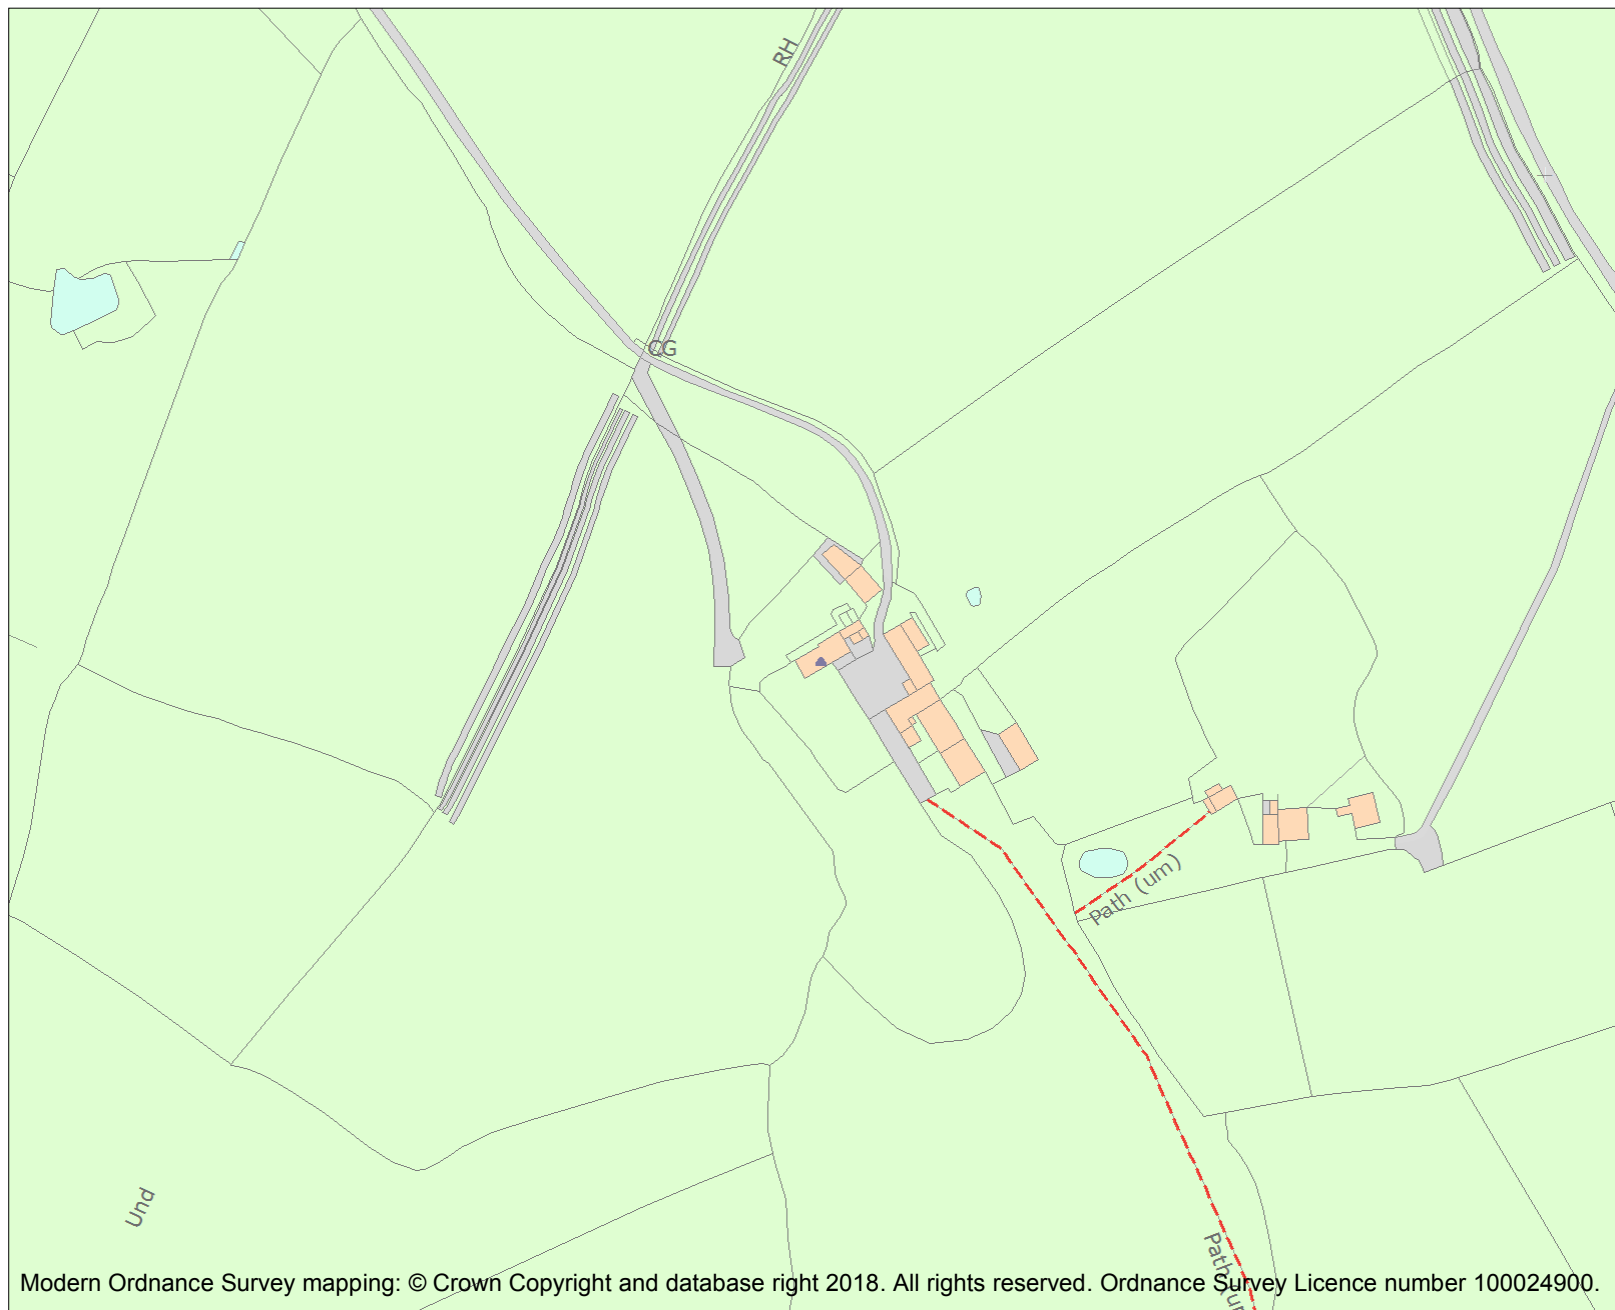 RH
CG
Path (um)
Und
Path (um
Modern Ordnance Survey mapping: © Crown Copyright and database right 2018. All rights reserved. Ordnance Survey Licence number 100024900.